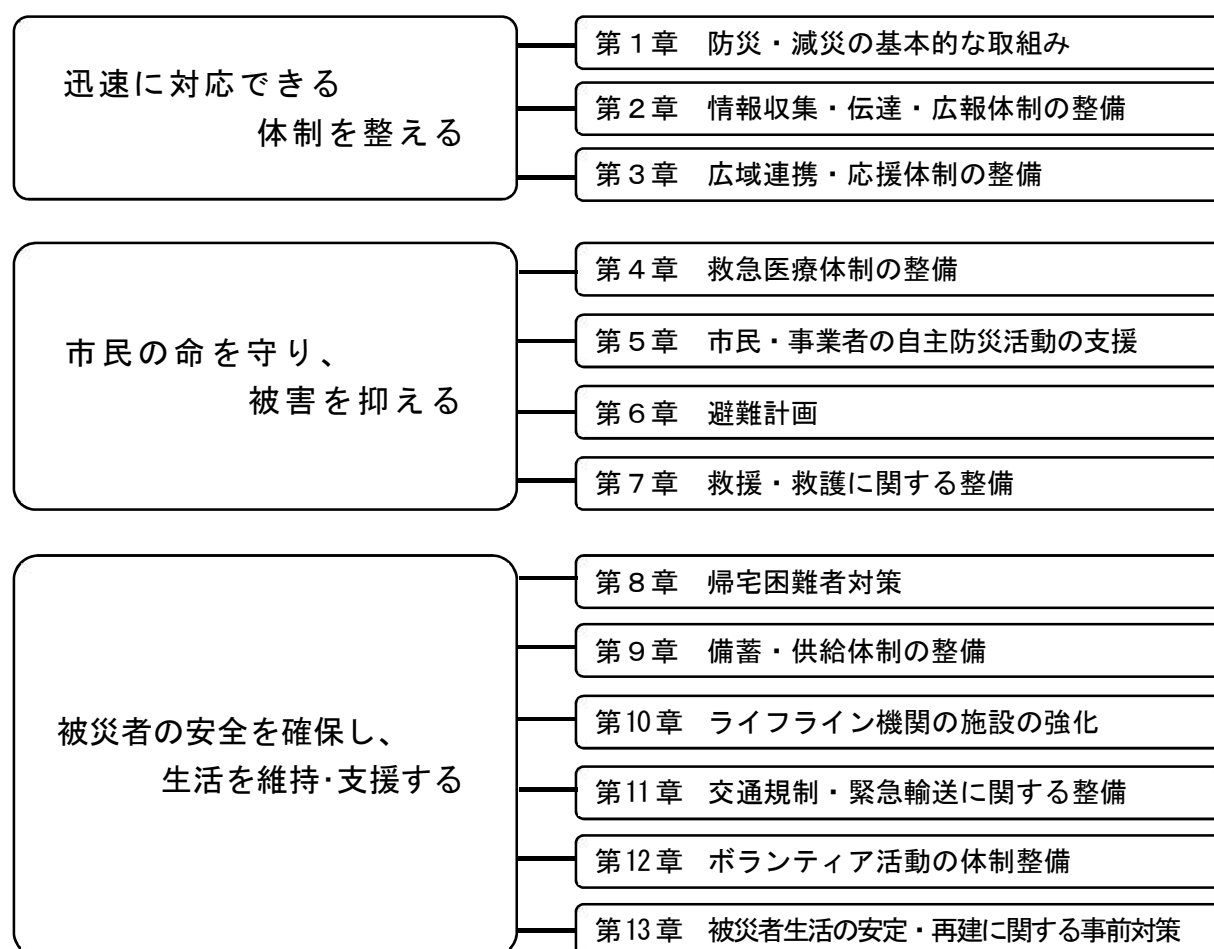 迅速に対応できる
体制を整える
第1章　防災・減災の基本的な取組み
第2章　情報収集・伝達・広報体制の整備
第3章　広域連携・応援体制の整備
市民の命を守り、
被害を抑える
第4章　救急医療体制の整備
第5章　市民・事業者の自主防災活動の支援
第6章　避難計画
第7章　救援・救護に関する整備
被災者の安全を確保し、
生活を維持･支援する
第8章　帰宅困難者対策
第9章　備蓄・供給体制の整備
第10章　ライフライン機関の施設の強化
第11章　交通規制・緊急輸送に関する整備
第12章　ボランティア活動の体制整備
第13章　被災者生活の安定・再建に関する事前対策